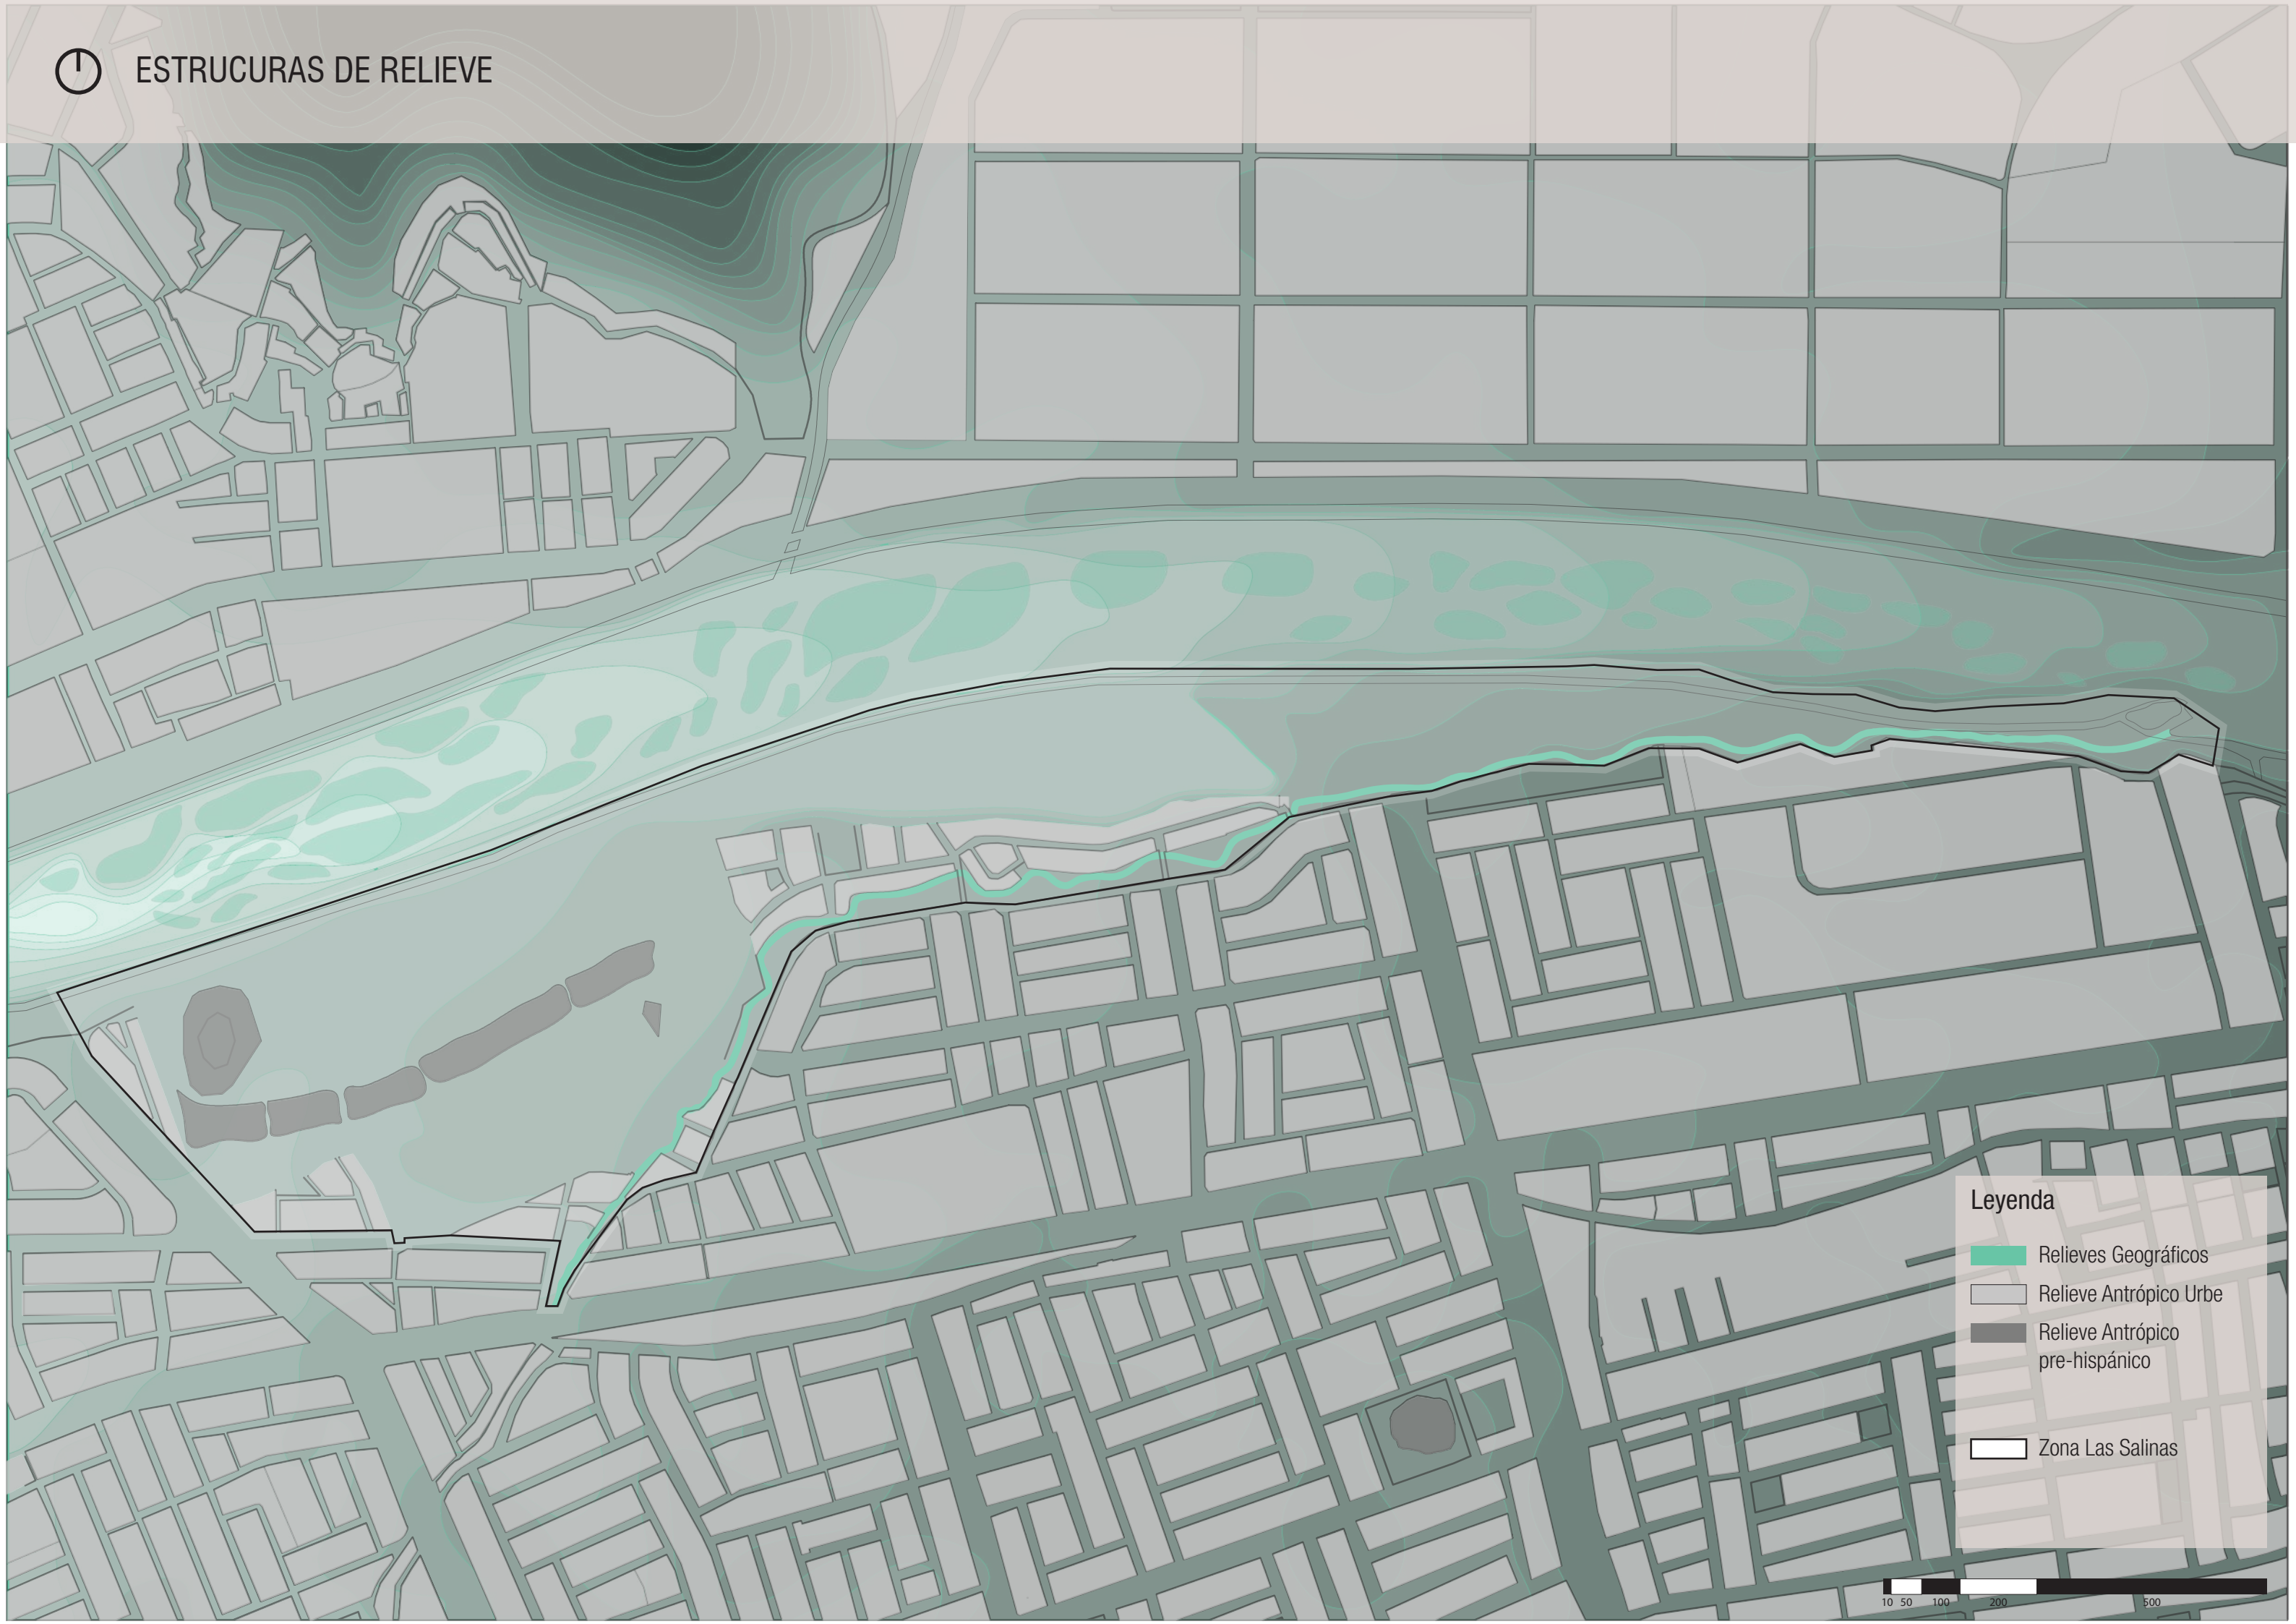 ESTRUCURAS DE RELIEVE
Leyenda
Relieves Geográficos
Relieve Antrópico Urbe
Relieve Antrópico
pre-hispánico
Zona Las Salinas
10 50 100 200 500